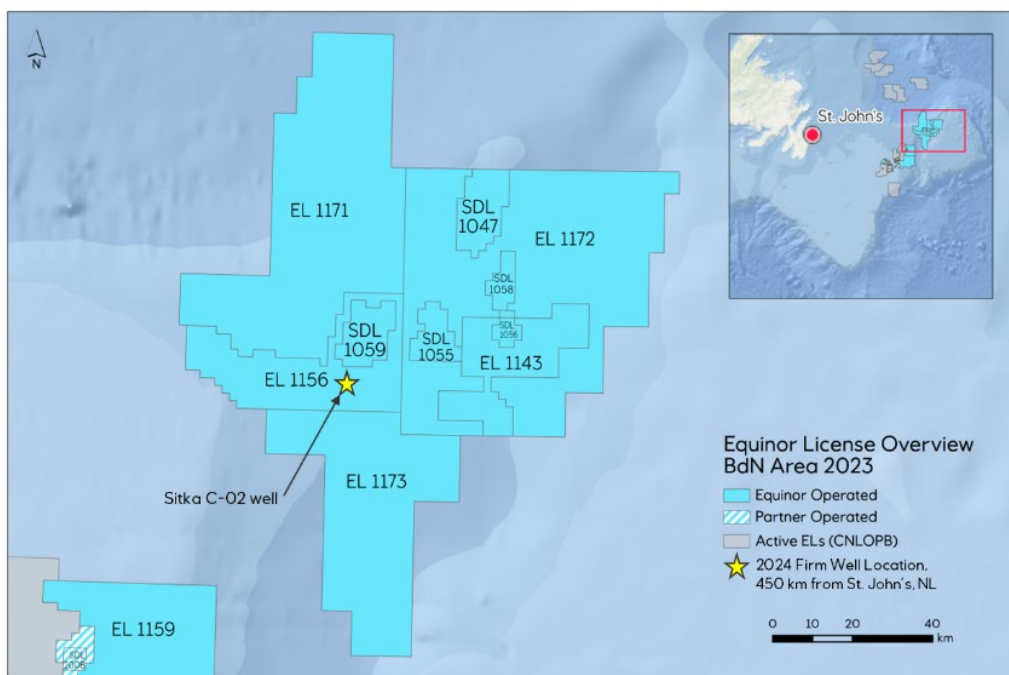 N
St. John's
EL 1171
SDL
1047
EL 1172
SDL
1058
SDL
1059
SDL
1055
SDL
1056
EL 1143
EL 1156
Sitka C-02 well
EL 1173
EL 1159
SDL
2008
Equinor License Overview
BdN Area 2023
Equinor Operated
Partner Operated
Active ELs (CNLOPB)
2024 Firm Well Location,
450 km from St. John's, NL
0 10 20 40
km